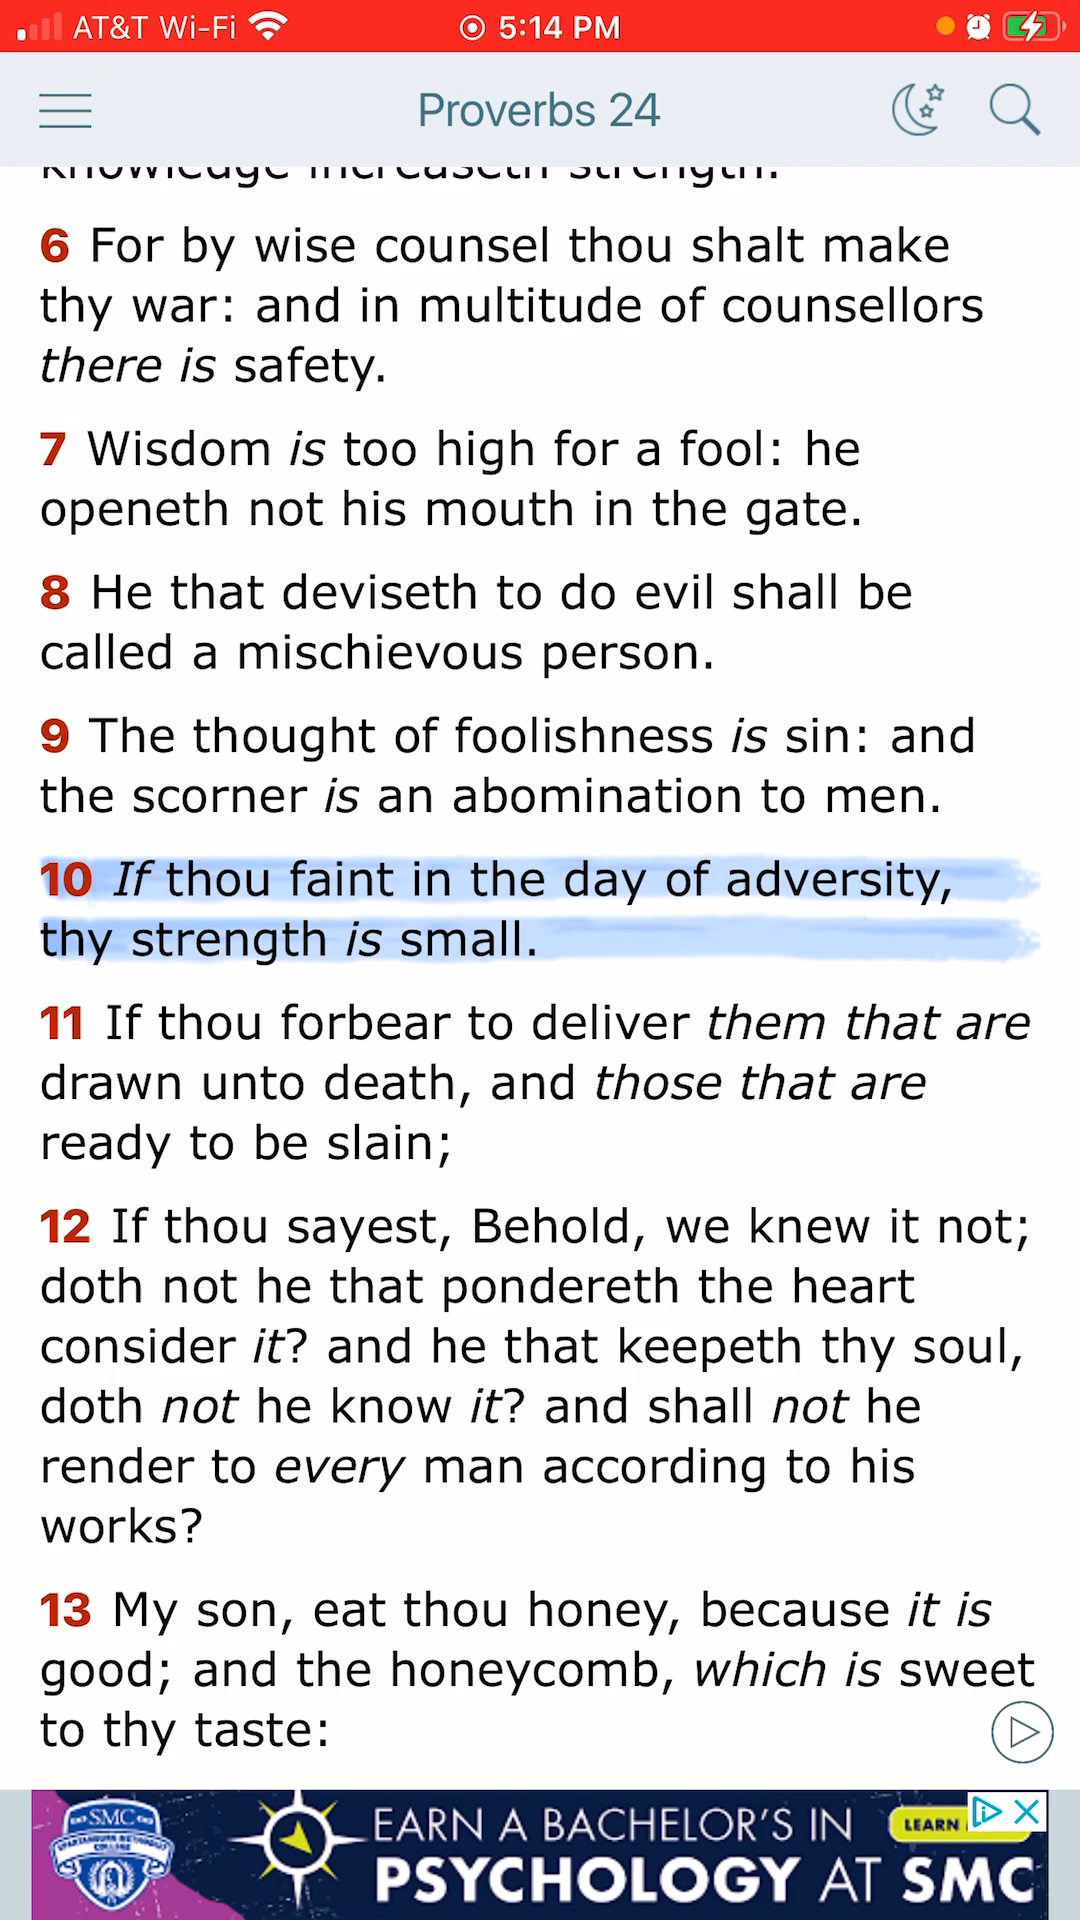 AT&T Wi-Fi 5:14 PM
Proverbs 24
knowledge increaseth strength.
6 For by wise counsel thou shalt make
thy war: and in multitude of counsellors
there is safety.
7 Wisdom is too high for a fool: he
openeth not his mouth in the gate.
8 He that deviseth to do evil shall be
called a mischievous person.
9 The thought of foolishness is sin: and
the scorner is an abomination to men.
10 If thou faint in the day of adversity,
thy strength is small.
11 If thou forbear to deliver them that are
drawn unto death, and those that are
ready to be slain;
12 If thou sayest, Behold, we knew it not;
doth not he that pondereth the heart
consider it? and he that keepeth thy soul,
doth not he know it? and shall not he
render to every man according to his
works?
13 My son, eat thou honey, because it is
good; and the honeycomb, which is sweet
to thy taste:
SMC
SPARTANBURG METHODIST
COLLEGE
EARN A BACHELOR'S IN
PSYCHOLOGY AT SMC
LEARN